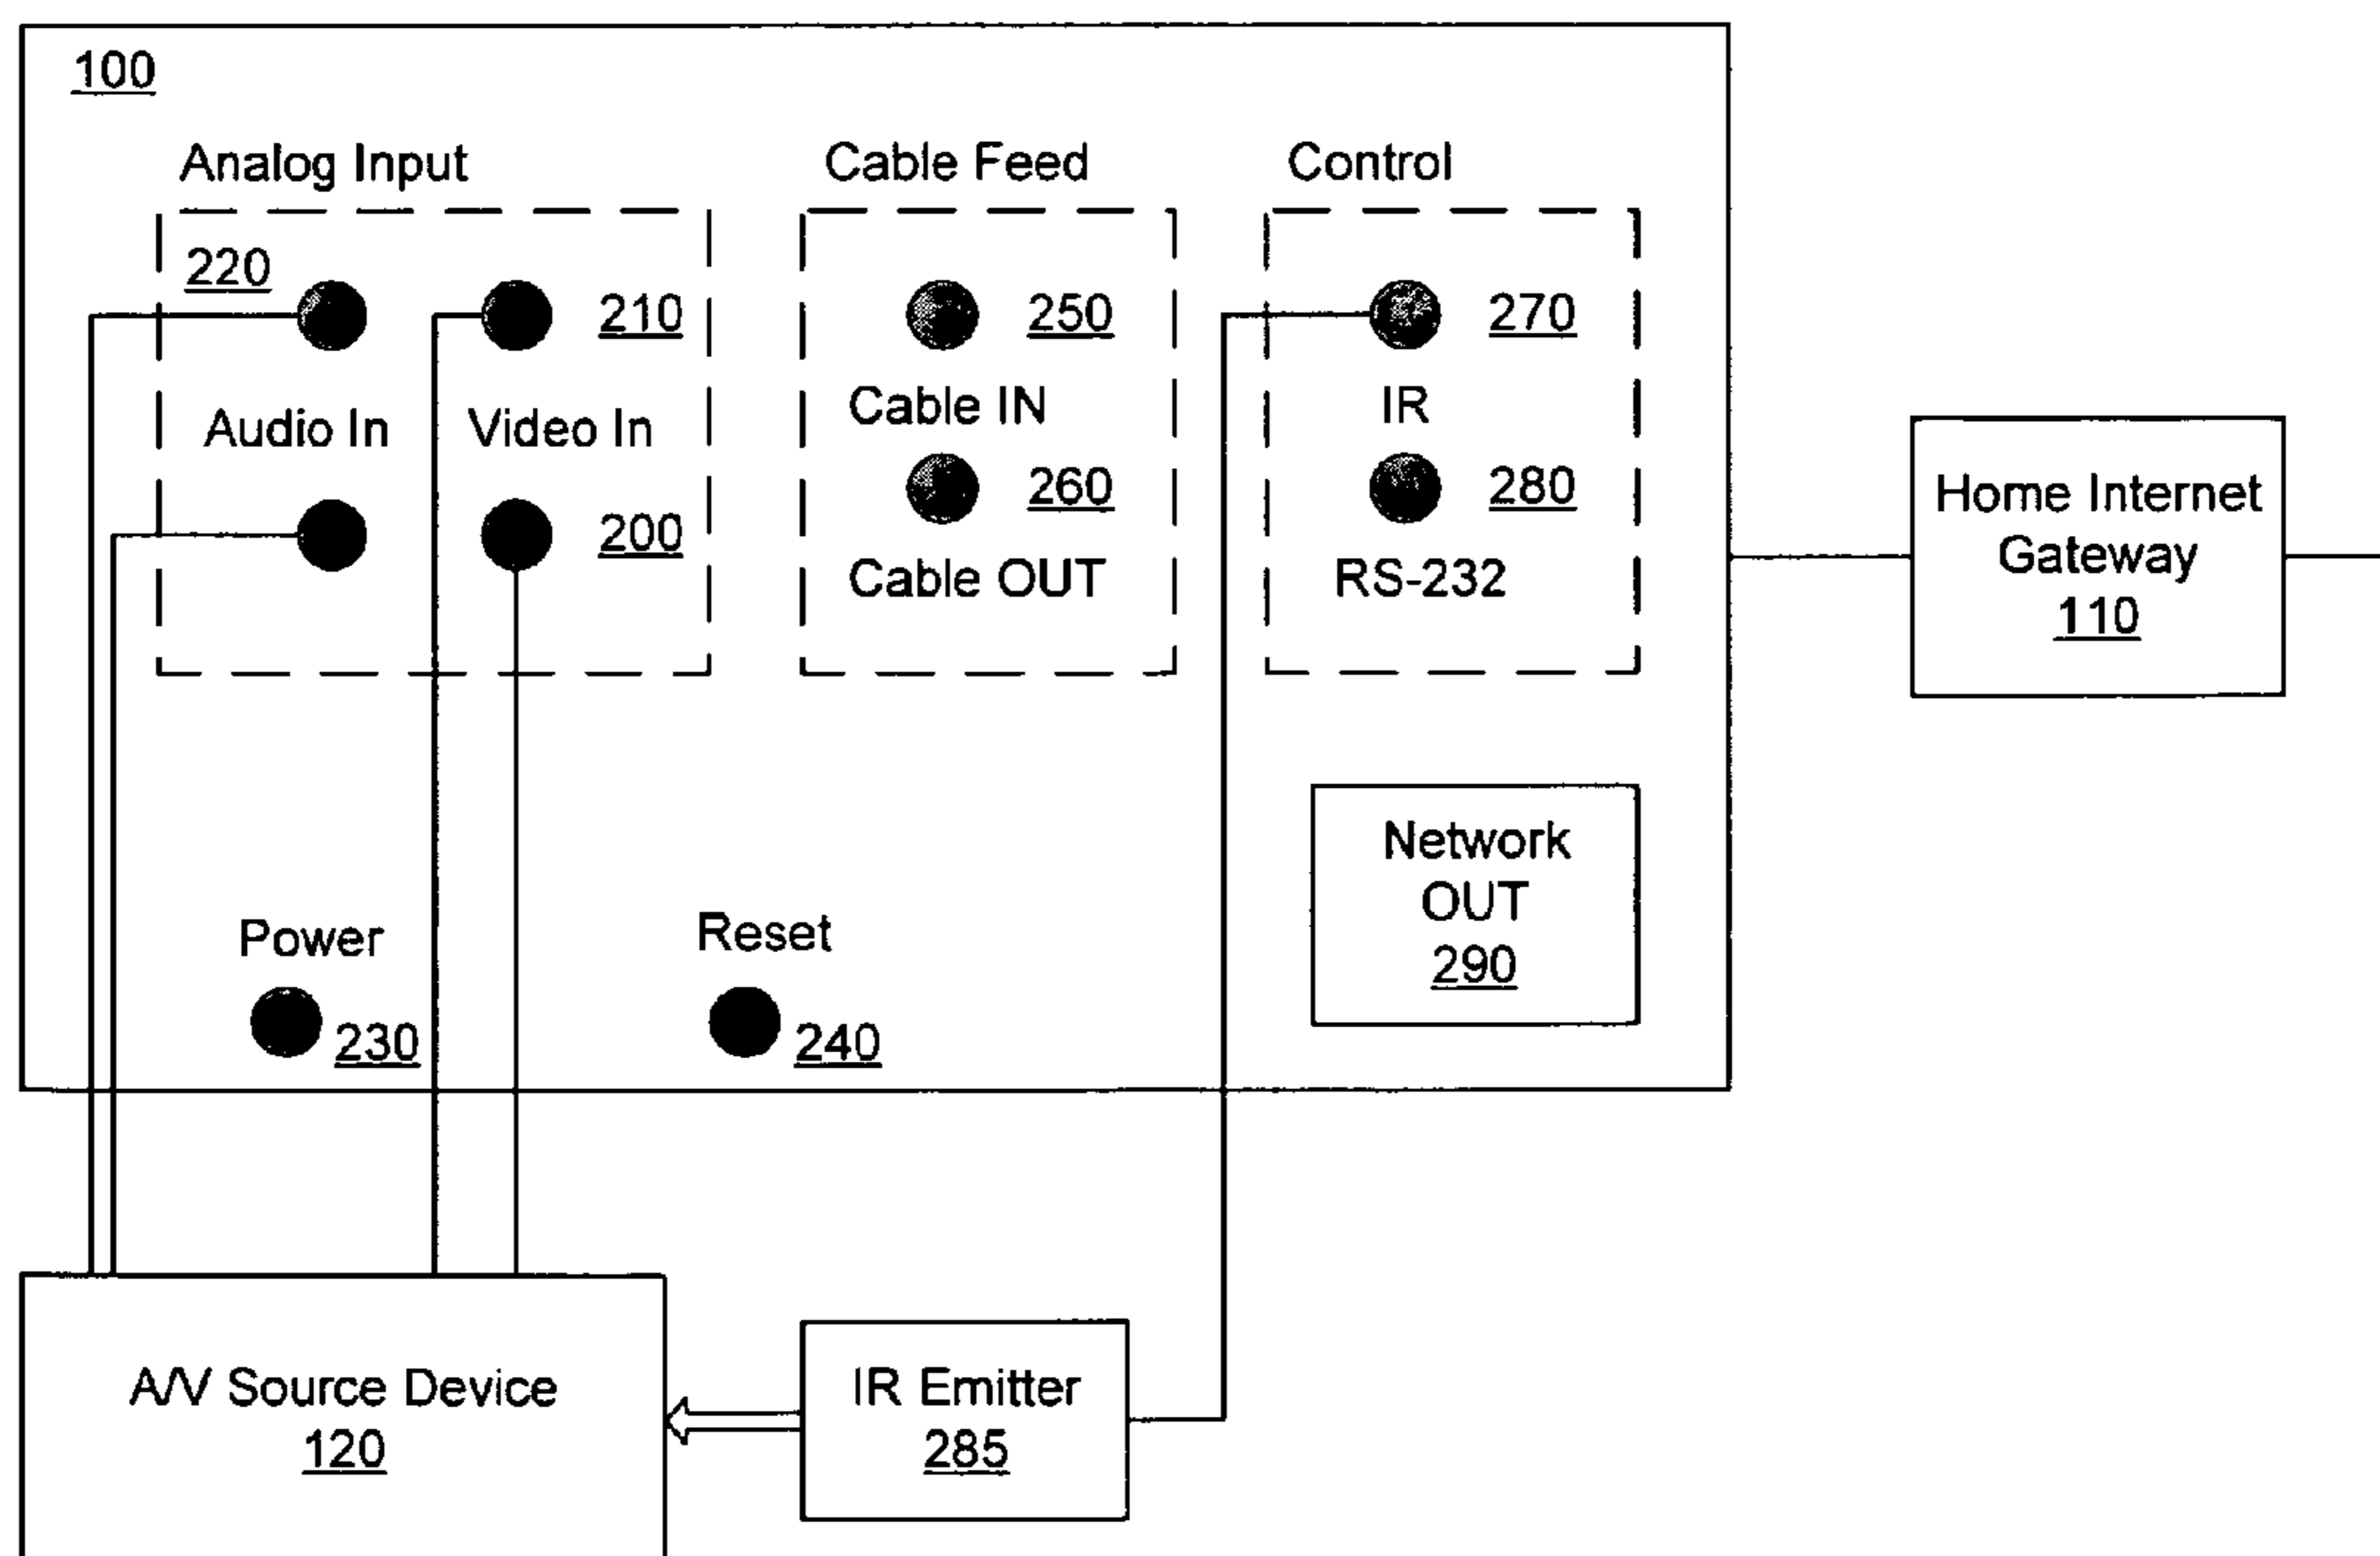 100
Analog Input
Cable Feed
Control
220
210
250
270
Audio In
Video In
Cable IN
IR
200
260
280
Cable OUT
RS-232
Home Internet
Gateway
110
Network
OUT
290
Power
Reset
230
240
A/V Source Device
120
IR Emitter
285